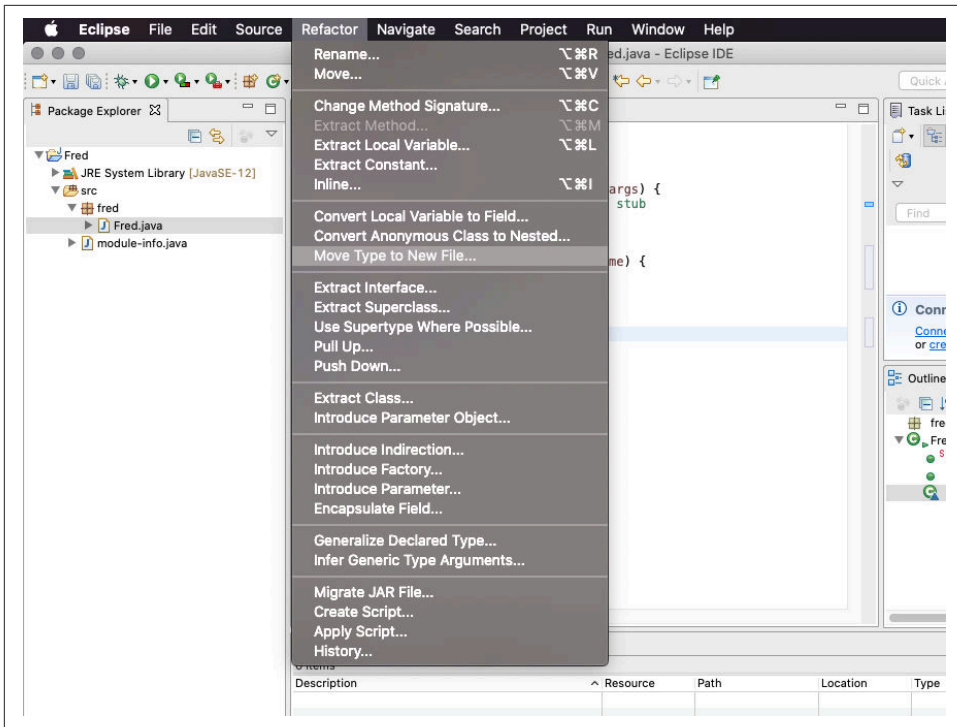 Eclipse File Edit Source Refactor Navigate Search Project Run Window Help
ed.java - Eclipse IDE
Quick
Package Explorer
Task Li
Fred
JRE System Library [JavaSE-12]
src
fred
Fred.java
module-info.java
Rename... ⌥⌘R
Move... ⌥⌘V
Change Method Signature... ⌥⌘C
Extract Method... ⌥⌘M
Extract Local Variable... ⌥⌘L
Extract Constant...
Inline... ⌥⌘I
Convert Local Variable to Field...
Convert Anonymous Class to Nested...
Move Type to New File...
Extract Interface...
Extract Superclass...
Use Supertype Where Possible...
Pull Up...
Push Down...
Extract Class...
Introduce Parameter Object...
Introduce Indirection...
Introduce Factory...
Introduce Parameter...
Encapsulate Field...
Generalize Declared Type...
Infer Generic Type Arguments...
Migrate JAR File...
Create Script...
Apply Script...
History...
args) {
stub
me) {
Find
Conn
Conne
or cre
Outline
fre
Fre
S
Description Resource Path Location Type